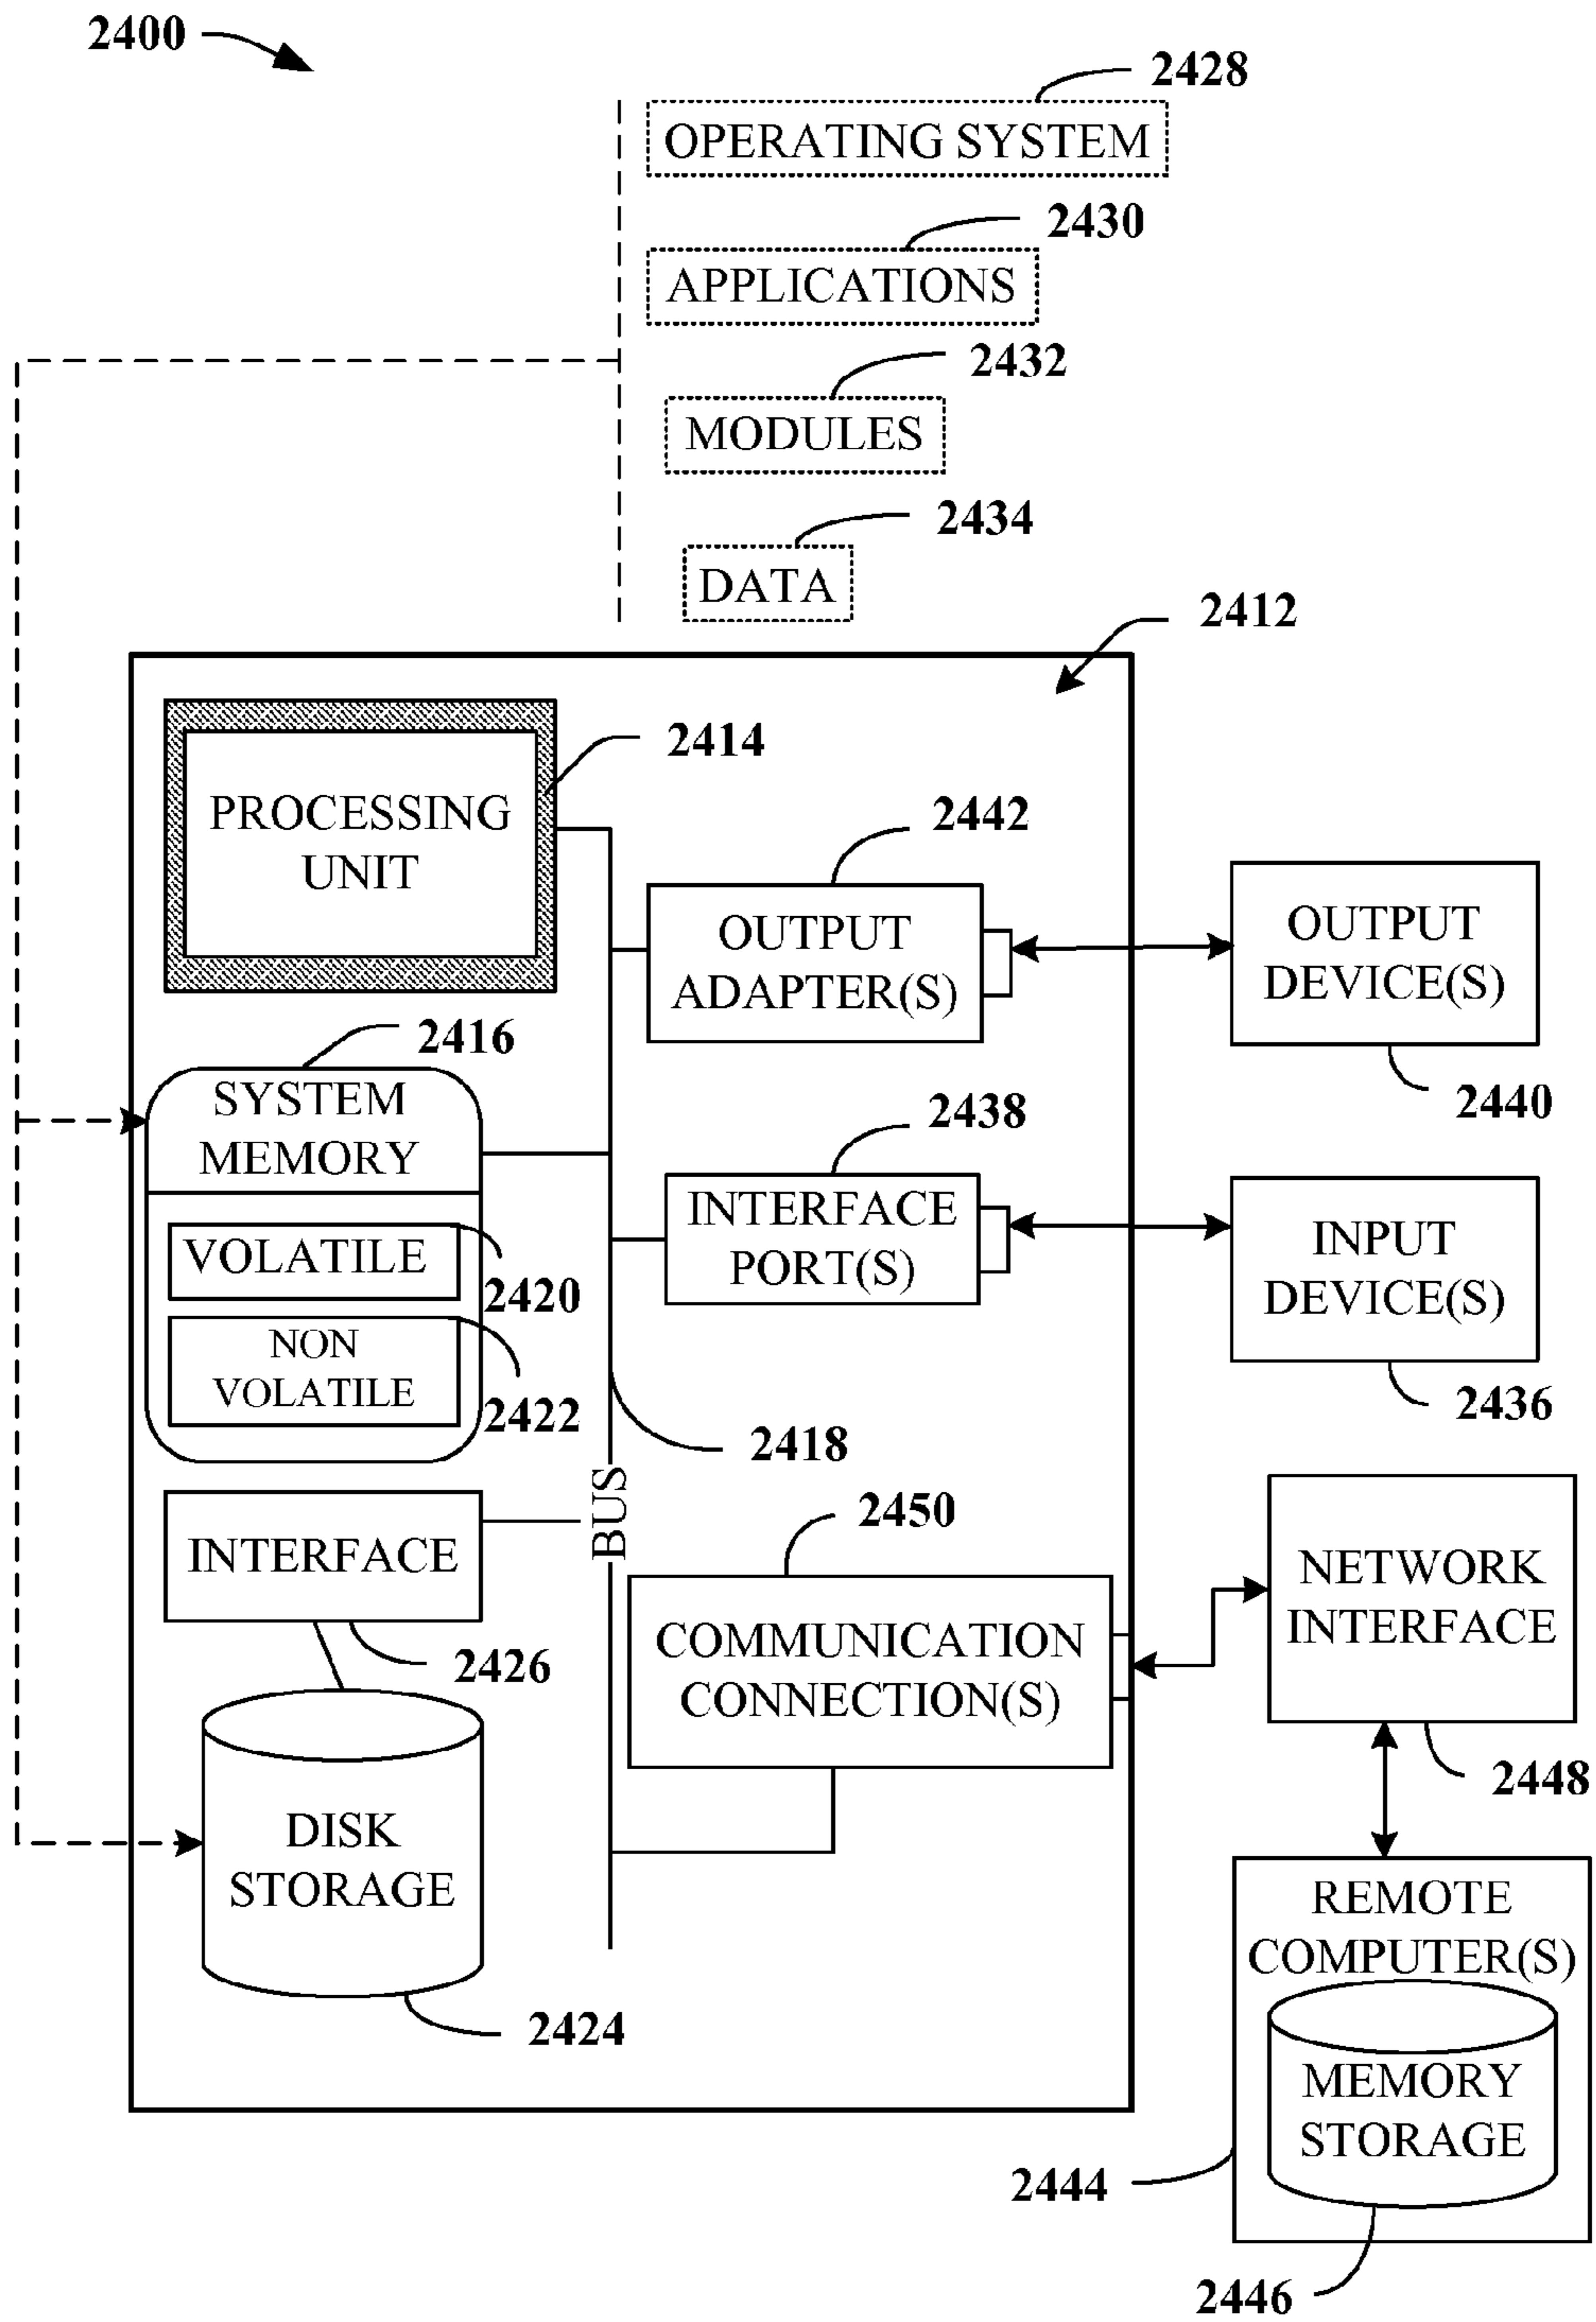 2400
2428
OPERATING SYSTEM
2430
APPLICATIONS
2432
MODULES
2434
DATA
2412
2414
PROCESSING
UNIT
2442
OUTPUT
ADAPTER(S)
OUTPUT
DEVICE(S)
2440
2416
SYSTEM
MEMORY
2438
INTERFACE
PORT(S)
INPUT
DEVICE(S)
2436
VOLATILE
2420
NON
VOLATILE
2422
2418
BUS
INTERFACE
2426
2450
COMMUNICATION
CONNECTION(S)
NETWORK
INTERFACE
2448
DISK
STORAGE
2424
REMOTE
COMPUTER(S)
MEMORY
STORAGE
2444
2446